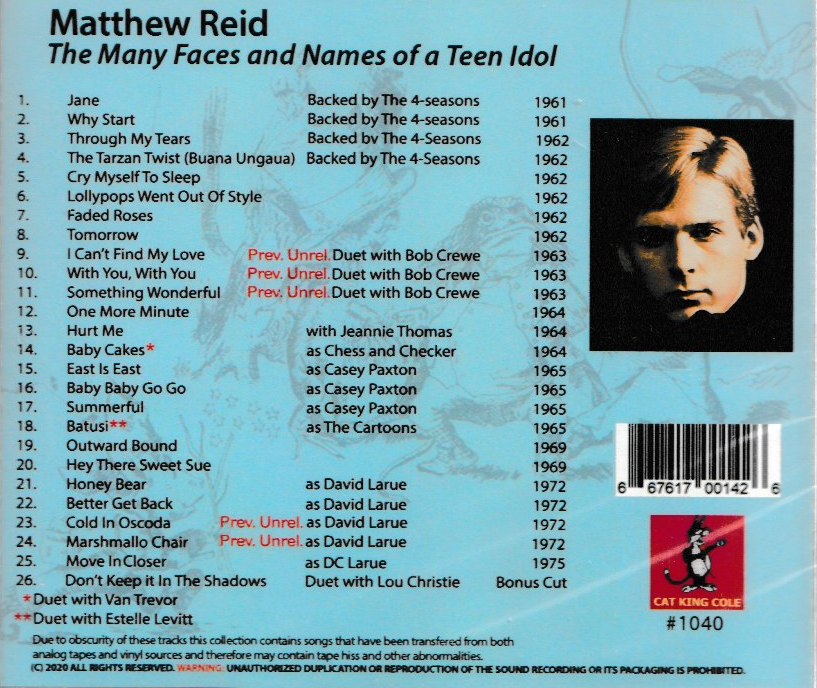 Matthew Reid
The Many Faces and Names of a Teen Idol
1. Jane Backed by The 4-seasons 1961
2. Why Start Backed by The 4-seasons 1961
3. Through My Tears Backed by The 4-Seasons 1962
4. The Tarzan Twist (Buana Ungaua) Backed by The 4-Seasons 1962
5. Cry Myself To Sleep 1962
6. Lollypops Went Out Of Style 1962
7. Faded Roses 1962
8. Tomorrow 1962
9. I Can't Find My Love Prev. Unrel. Duet with Bob Crewe 1963
10. With You, With You Prev. Unrel. Duet with Bob Crewe 1963
11. Something Wonderful Prev. Unrel. Duet with Bob Crewe 1963
12. One More Minute 1964
13. Hurt Me with Jeannie Thomas 1964
14. Baby Cakes* as Chess and Checker 1964
15. East Is East as Casey Paxton 1965
16. Baby Baby Go Go as Casey Paxton 1965
17. Summerful as Casey Paxton 1965
18. Batusi** as The Cartoons 1965
19. Outward Bound 1969
20. Hey There Sweet Sue 1969
21. Honey Bear as David Larue 1972
22. Better Get Back as David Larue 1972
23. Cold In Oscoda Prev. Unrel. as David Larue 1972
24. Marshmallo Chair Prev. Unrel. as David Larue 1972
25. Move In Closer as DC Larue 1975
26. Don't Keep it In The Shadows Duet with Lou Christie Bonus Cut
*Duet with Van Trevor
**Duet with Estelle Levitt
Due to obscurity of these tracks this collection contains songs that have been transfered from both
analog tapes and vinyl sources and therefore may contain tape hiss and other abnormalities.
(C) 2020 ALL RIGHTS RESERVED. WARNING: UNAUTHORIZED DUPLICATION OR REPRODUCTION OF THE SOUND RECORDING OR ITS PACKAGING IS PROHIBITED.
6 67617 00142 6
CAT KING COLE
#1040